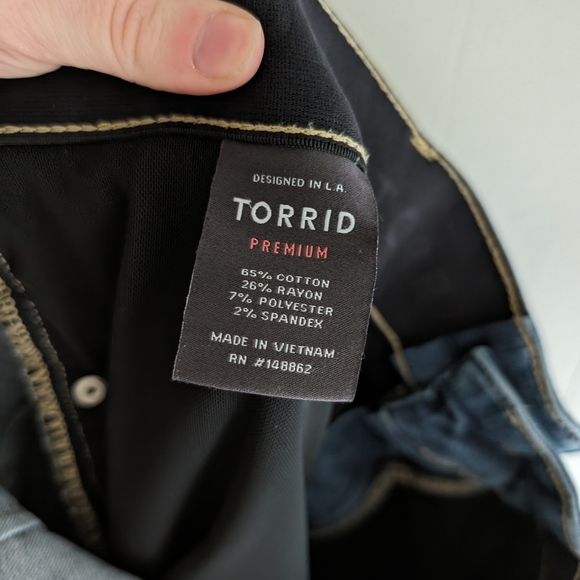 DESIGNED IN L.A.
TORRID
PREMIUM
65% COTTON
26% RAYON
7% POLYESTER
2% SPANDEX
MADE IN VIETNAM
RN #148862